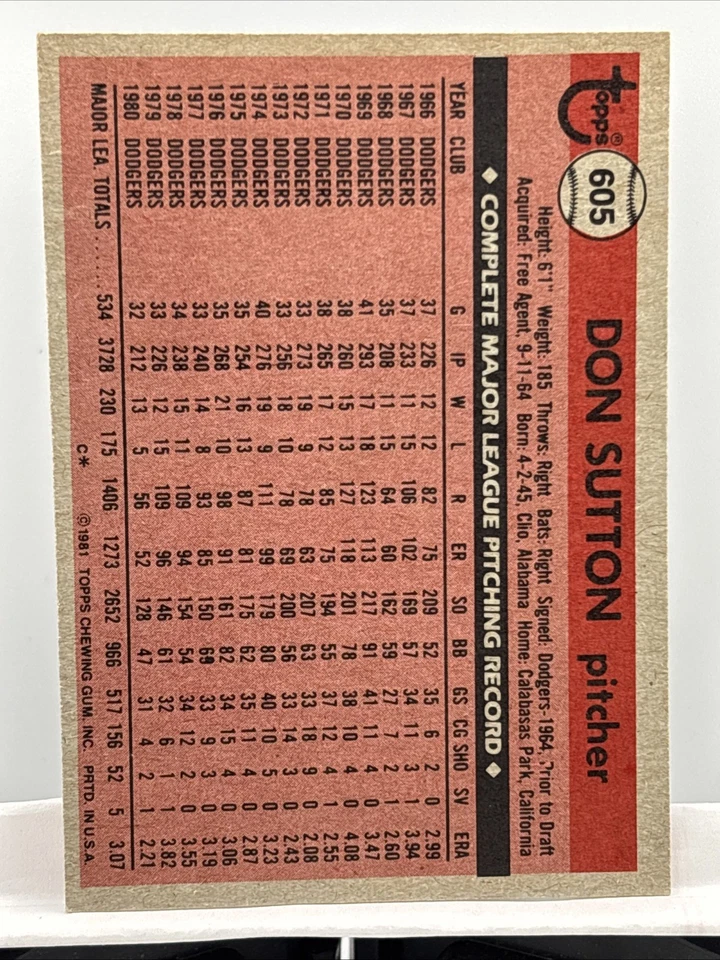 topps®
605
DON SUTTON pitcher
Height: 6'1" Weight: 185 Throws: Right Bats: Right Signed: Dodgers-1964, Prior to Draft
Acquired: Free Agent, 9-11-64 Born: 4-2-45, Clio, Alabama Home: Calabasas Park, California
◆ COMPLETE MAJOR LEAGUE PITCHING RECORD ◆
YEAR CLUB G IP W L R ER SO BB GS CG SHO SV ERA
1966 DODGERS 37 226 12 12 82 75 209 52 35 6 2 0 2.99
1967 DODGERS 37 233 11 15 106 102 169 57 34 11 3 1 3.94
1968 DODGERS 35 208 11 15 64 60 162 59 27 7 2 1 2.60
1969 DODGERS 41 293 17 18 123 113 217 91 41 11 4 0 3.47
1970 DODGERS 38 260 15 13 127 118 201 78 38 10 4 0 4.08
1971 DODGERS 38 265 17 12 85 75 194 55 37 12 4 1 2.55
1972 DODGERS 33 273 19 9 78 63 207 63 33 18 9 0 2.08
1973 DODGERS 33 256 18 10 78 69 200 56 33 14 3 0 2.43
1974 DODGERS 40 276 19 9 111 99 179 80 40 10 5 0 3.23
1975 DODGERS 35 254 16 13 87 81 175 62 35 11 4 0 2.87
1976 DODGERS 35 268 21 10 98 91 161 82 34 15 4 0 3.06
1977 DODGERS 33 240 14 8 93 85 150 69 33 9 3 0 3.19
1978 DODGERS 34 238 15 11 109 94 154 54 34 12 2 0 3.55
1979 DODGERS 33 226 12 15 109 96 146 61 32 6 1 1 3.82
1980 DODGERS 32 212 13 5 56 52 128 47 31 4 2 1 2.21
MAJOR LEA. TOTALS ...... 534 3728 230 175 1406 1273 2652 966 517 156 52 5 3.07
C* ©1981 TOPPS CHEWING GUM, INC. PRTD. IN U.S.A.